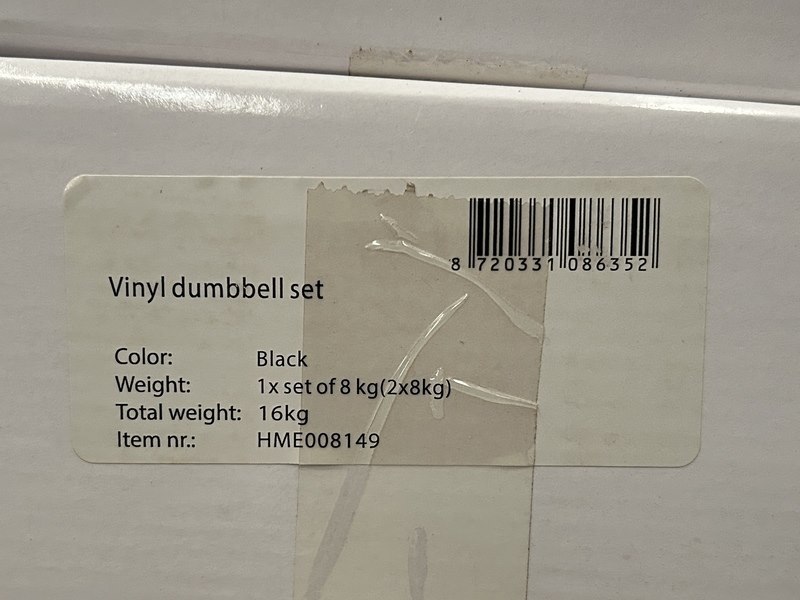 8 720331 086352
Vinyl dumbbell set
Color: Black
Weight: 1x set of 8 kg(2x8kg)
Total weight: 16kg
Item nr.: HME008149